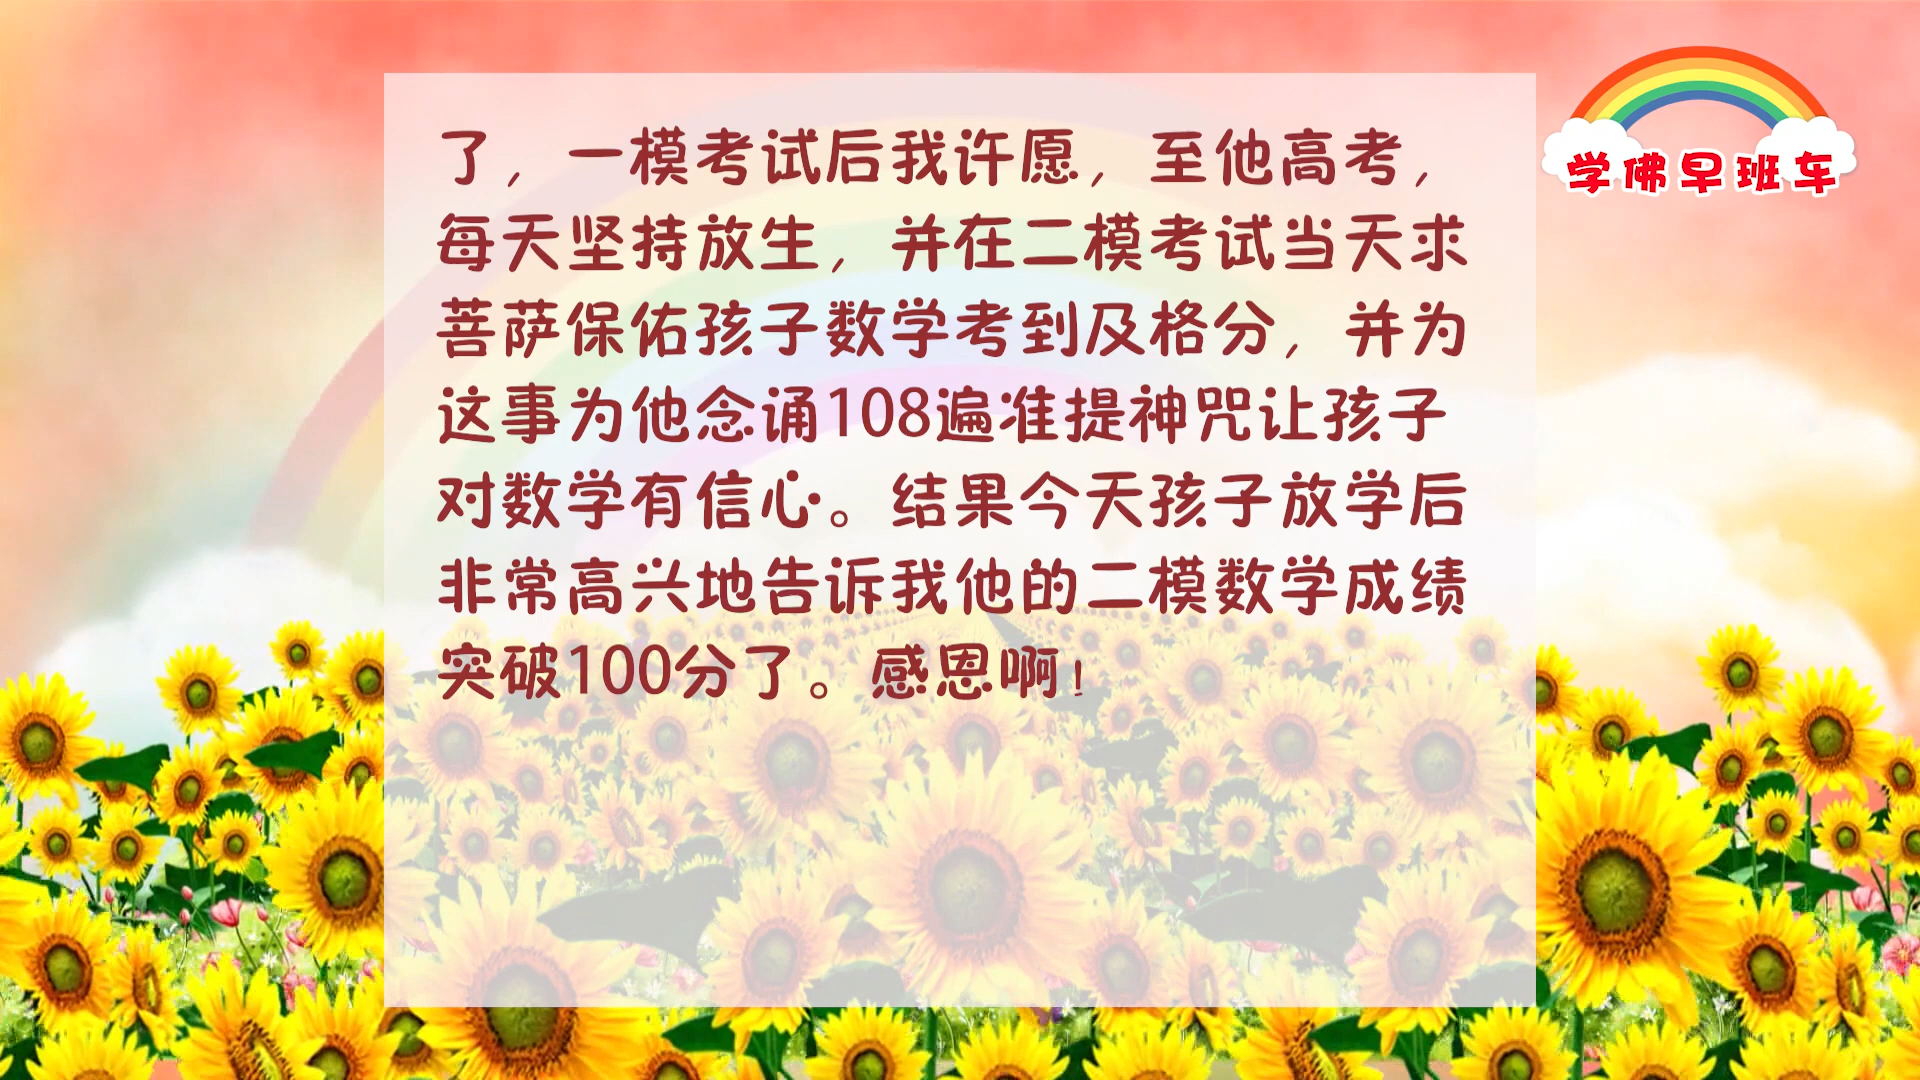 学佛早班车
了，一模考试后我许愿，至他高考，
每天坚持放生，并在二模考试当天求
菩萨保佑孩子数学考到及格分，并为
这事为他念诵108遍准提神咒让孩子
对数学有信心。结果今天孩子放学后
非常高兴地告诉我他的二模数学成绩
突破100分了。感恩啊！